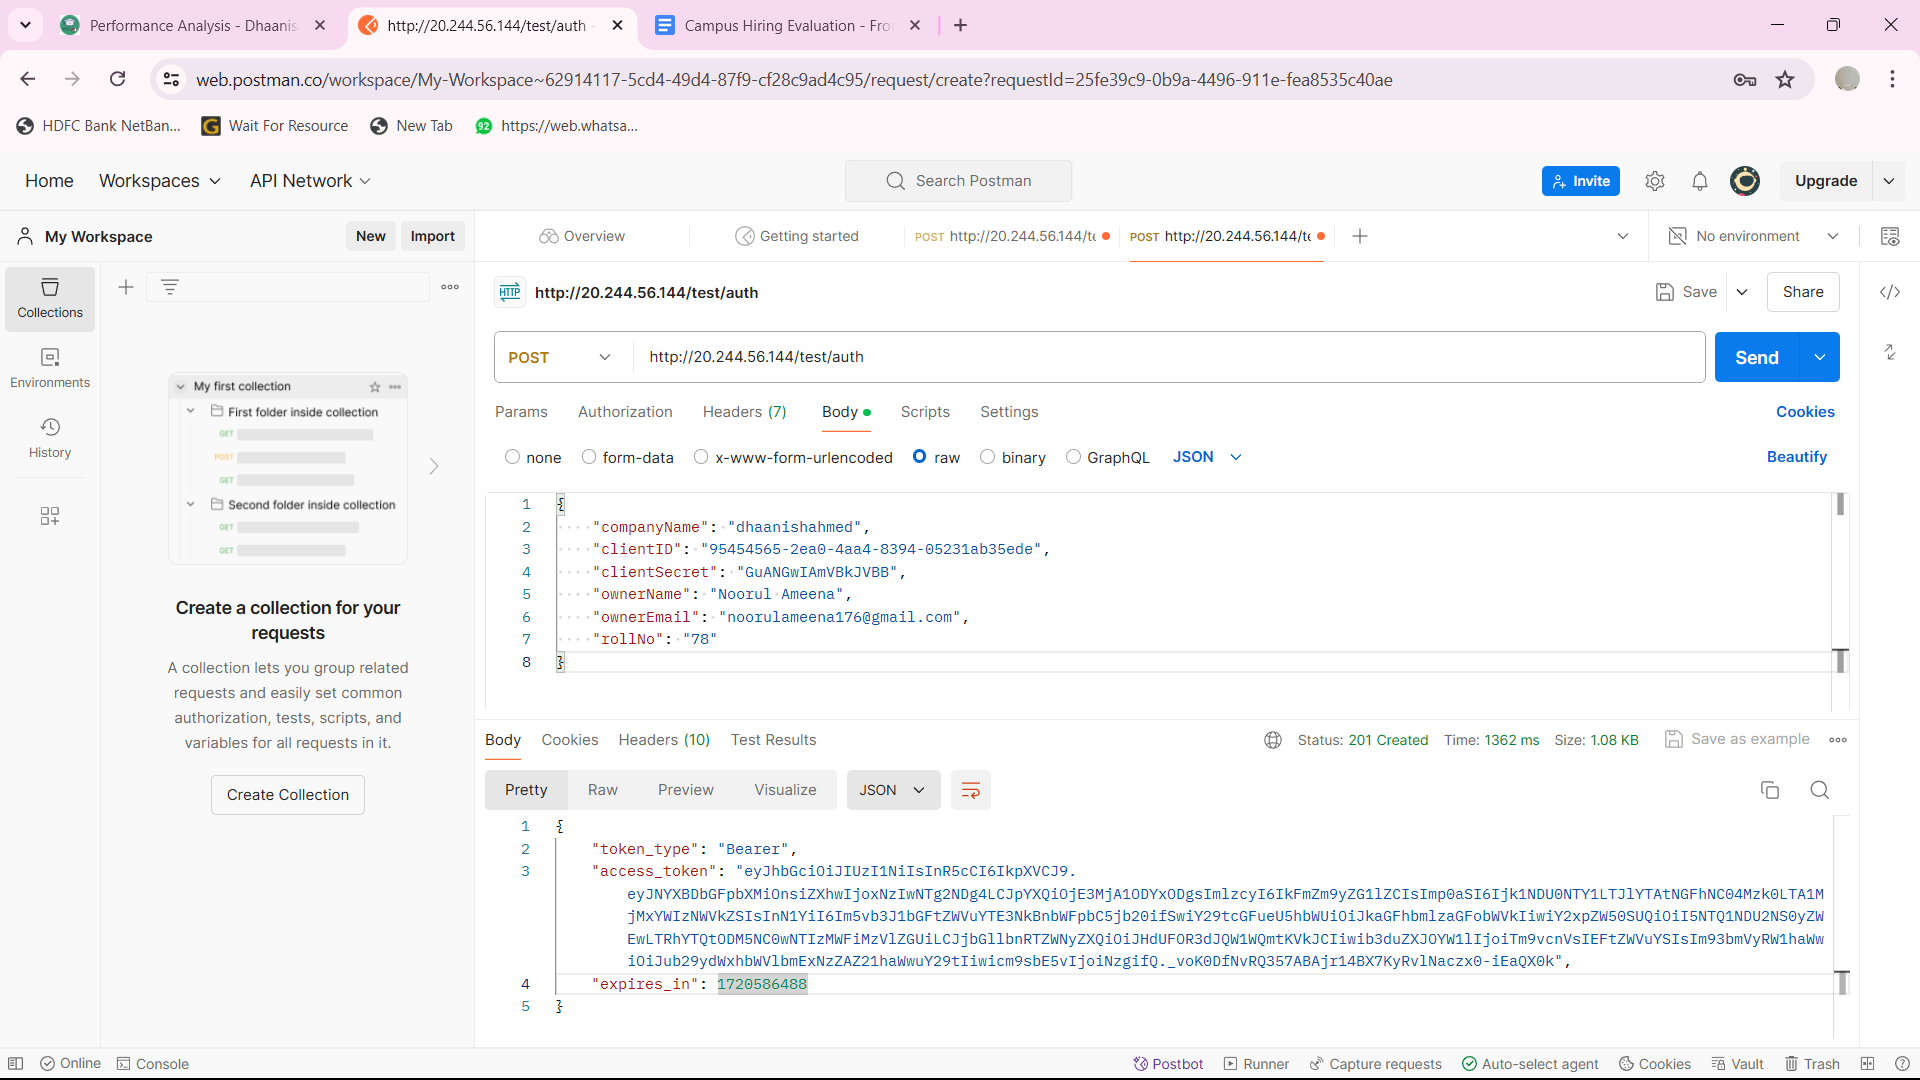 Performance Analysis - Dhaanis
http://20.244.56.144/test/auth -
Campus Hiring Evaluation - Fro
web.postman.co/workspace/My-Workspace~62914117-5cd4-49d4-87f9-cf28c9ad4c95/request/create?requestId=25fe39c9-0b9a-4496-911e-fea8535c40ae
HDFC Bank NetBan...
Wait For Resource
New Tab
92
https://web.whatsa...
Home
Workspaces
API Network
Search Postman
Invite
Upgrade
My Workspace
New
Import
Overview
Getting started
POST http://20.244.56.144/te
POST http://20.244.56.144/te
No environment
Collections
Environments
History
My first collection
First folder inside collection
GET
POST
GET
Second folder inside collection
GET
GET
Create a collection for your
requests
A collection lets you group related
requests and easily set common
authorization, tests, scripts, and
variables for all requests in it.
Create Collection
HTTP
http://20.244.56.144/test/auth
Save
Share
POST
http://20.244.56.144/test/auth
Send
Params
Authorization
Headers (7)
Body
Scripts
Settings
Cookies
none
form-data
x-www-form-urlencoded
raw
binary
GraphQL
JSON
Beautify
1 {
2 "companyName": "dhaanishahmed",
3 "clientID": "95454565-2ea0-4aa4-8394-05231ab35ede",
4 "clientSecret": "GuANGwIAmVBkJVBB",
5 "ownerName": "Noorul Ameena",
6 "ownerEmail": "noorulameena176@gmail.com",
7 "rollNo": "78"
8 }
Body
Cookies
Headers (10)
Test Results
Status: 201 Created
Time: 1362 ms
Size: 1.08 KB
Save as example
Pretty
Raw
Preview
Visualize
JSON
1 {
2 "token_type": "Bearer",
3 "access_token": "eyJhbGciOiJIUzI1NiIsInR5cCI6IkpXVCJ9.
eyJNYXBDbGFpbXMiOnsiZXhwIjoxNzIwNTg2NDg4LCJpYXQiOjE3MjA1ODYxODgsImlzcyI6IkFmZm9yZG1lZCIsImp0aSI6Ijk1NDU0NTY1LTJlYTAtNGFhNC04Mzk0LTA1M
jMxYWIzNWVkZSIsInN1YiI6Im5vb3J1bGFtZWVuYTE3NkBnbWFpbC5jb20ifSwiY29tcGFueU5hbWUiOiJkaGFhbmlzaGFobWVkIiwiY2xpZW50SUQiOiI5NTQ1NDU2NS0yZW
EwLTRhYTQtODM5NC0wNTIzMWFiMzVlZGUiLCJjbGllbnRTZWNyZXQiOiJHdUFOR3dJQW1WQmtKVkJCIiwib3duZXJOYW1lIjoiTm9vcnVsIEFtZWVuYSIsIm93bmVyRW1haWw
iOiJub29ydWxhbWVlbmExNzZAZ21haWwuY29tIiwicm9sbE5vIjoiNzgifQ._voK0DfNvRQ357ABAjr14BX7KyRvlNaczx0-iEaQX0k",
4 "expires_in": 1720586488
5 }
Online
Console
Postbot
Runner
Capture requests
Auto-select agent
Cookies
Vault
Trash